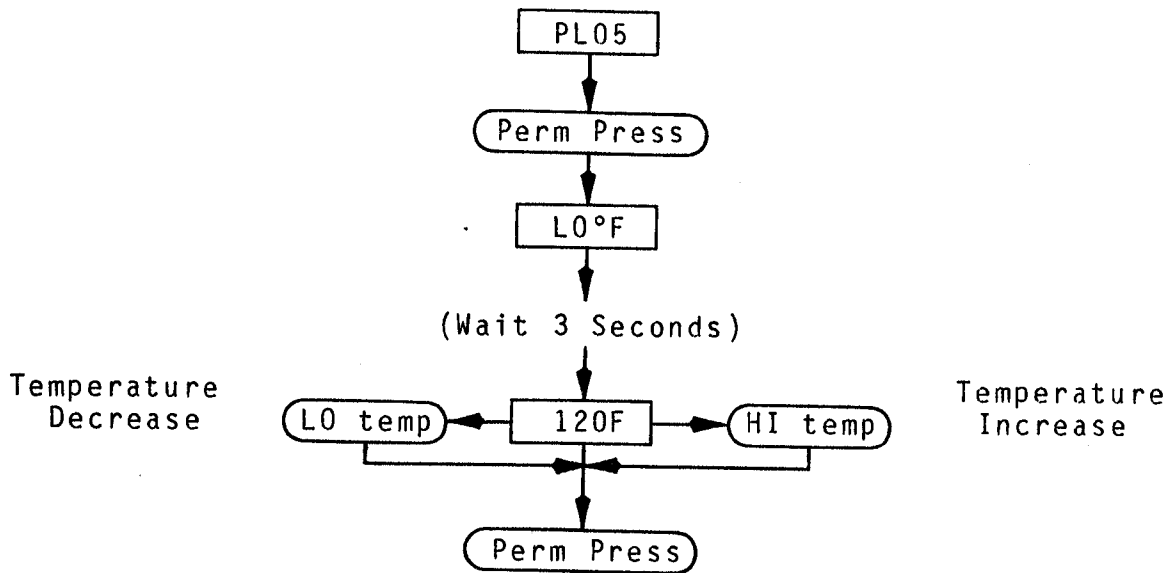 PL05
Perm Press
LO°F
(Wait 3 Seconds)
Temperature
Decrease
LO temp
120F
HI temp
Temperature
Increase
Perm Press